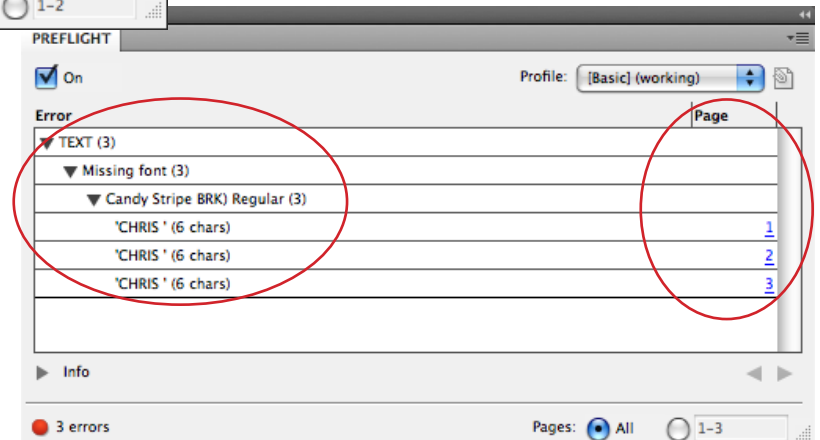 1-2
PREFLIGHT
On Profile: [Basic] (working)
Error Page
TEXT (3)
Missing font (3)
Candy Stripe BRK) Regular (3)
'CHRIS ' (6 chars) 1
'CHRIS ' (6 chars) 2
'CHRIS ' (6 chars) 3
Info
3 errors Pages: All 1-3